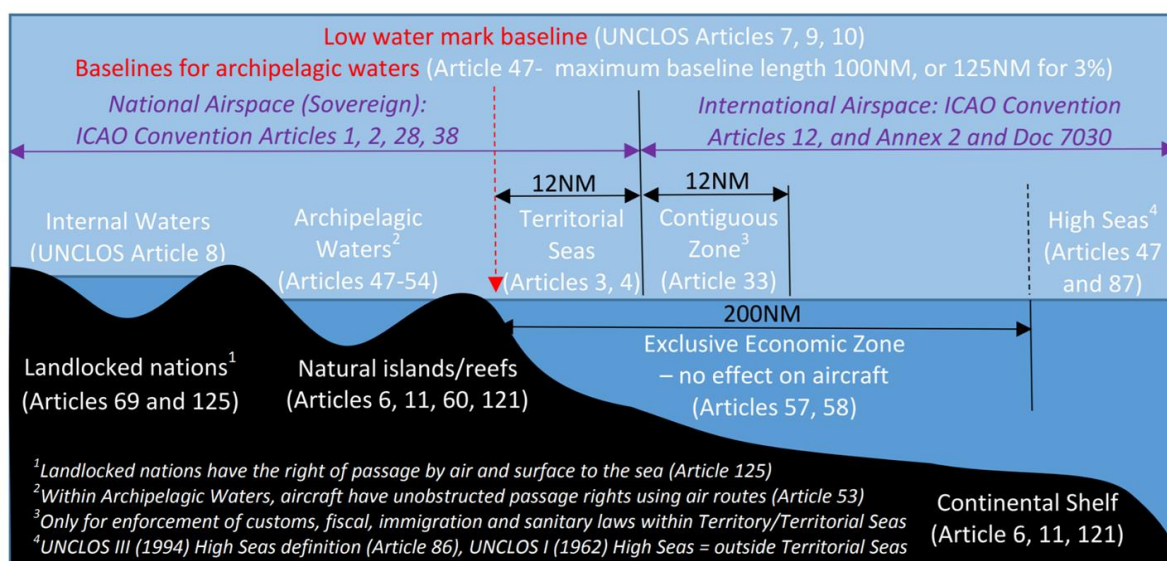 Low water mark baseline (UNCLOS Articles 7, 9, 10)
Baselines for archipelagic waters (Article 47- maximum baseline length 100NM, or 125NM for 3%)
National Airspace (Sovereign):
ICAO Convention Articles 1, 2, 28, 38
International Airspace: ICAO Convention
Articles 12, and Annex 2 and Doc 7030
12NM
12NM
Internal Waters
(UNCLOS Article 8)
Archipelagic
Waters²
(Articles 47-54)
Territorial
Seas
(Articles 3, 4)
Contiguous
Zone³
(Article 33)
High Seas⁴
(Articles 47
and 87)
200NM
Exclusive Economic Zone
– no effect on aircraft
(Articles 57, 58)
Landlocked nations¹
(Articles 69 and 125)
Natural islands/reefs
(Articles 6, 11, 60, 121)
¹Landlocked nations have the right of passage by air and surface to the sea (Article 125)
²Within Archipelagic Waters, aircraft have unobstructed passage rights using air routes (Article 53)
³Only for enforcement of customs, fiscal, immigration and sanitary laws within Territory/Territorial Seas
⁴UNCLOS III (1994) High Seas definition (Article 86), UNCLOS I (1962) High Seas = outside Territorial Seas
Continental Shelf
(Article 6, 11, 121)